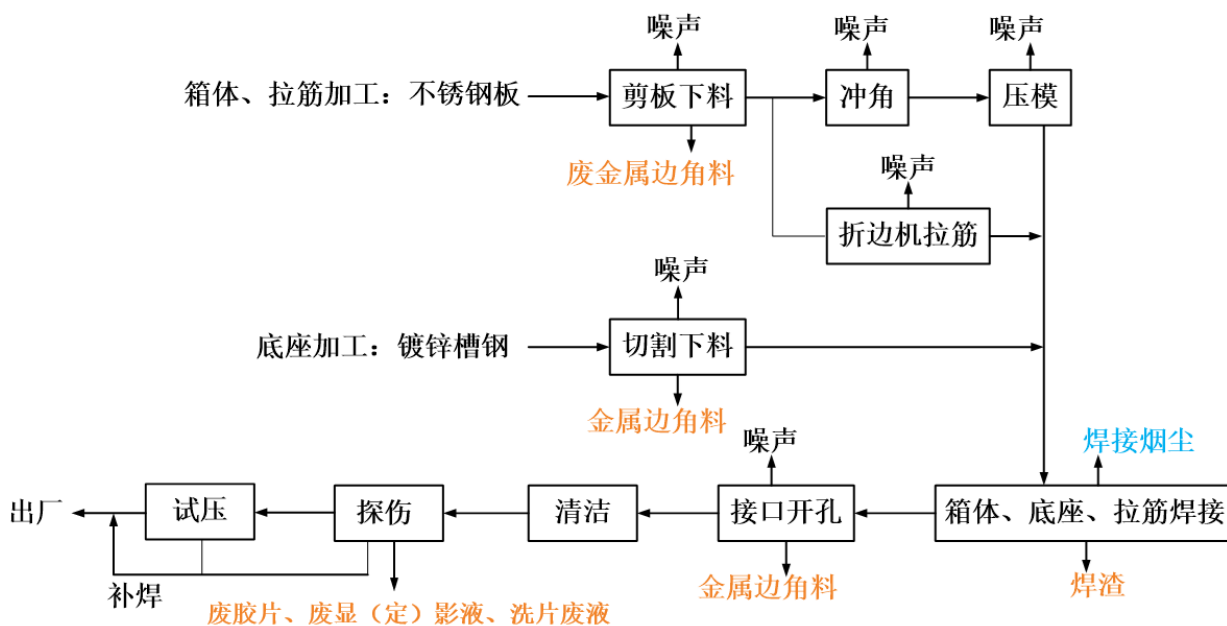 噪声
噪声
噪声
箱体、拉筋加工：不锈钢板
剪板下料
冲角
压模
废金属边角料
噪声
折边机拉筋
噪声
底座加工：镀锌槽钢
切割下料
金属边角料
噪声
焊接烟尘
出厂
试压
探伤
清洁
接口开孔
箱体、底座、拉筋焊接
补焊
废胶片、废显（定）影液、洗片废液
金属边角料
焊渣